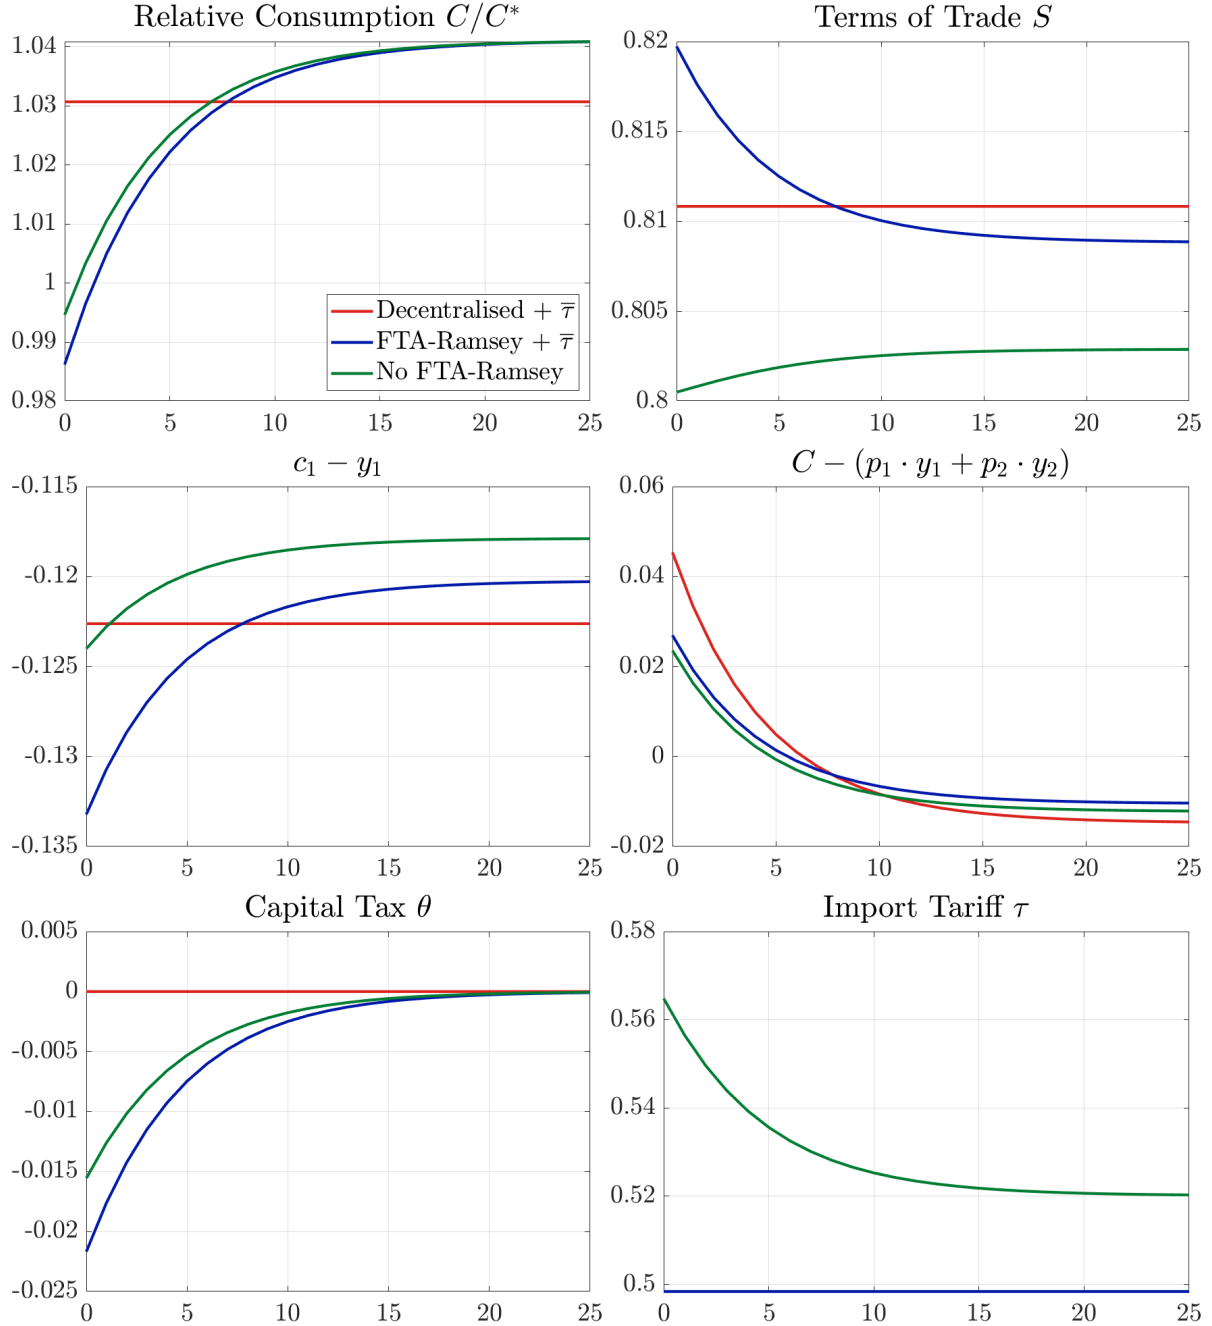 Relative Consumption C/C*
1.04
1.03
1.02
1.01
1
0.99
0.98
0 5 10 15 20 25
Decentralised + τ̅
FTA-Ramsey + τ̅
No FTA-Ramsey
Terms of Trade S
0.82
0.815
0.81
0.805
0.8
0 5 10 15 20 25
c₁ − y₁
-0.115
-0.12
-0.125
-0.13
-0.135
0 5 10 15 20 25
C − (p₁ · y₁ + p₂ · y₂)
0.06
0.04
0.02
0
-0.02
0 5 10 15 20 25
Capital Tax θ
0.005
0
-0.005
-0.01
-0.015
-0.02
-0.025
0 5 10 15 20 25
Import Tariff τ
0.58
0.56
0.54
0.52
0.5
0 5 10 15 20 25